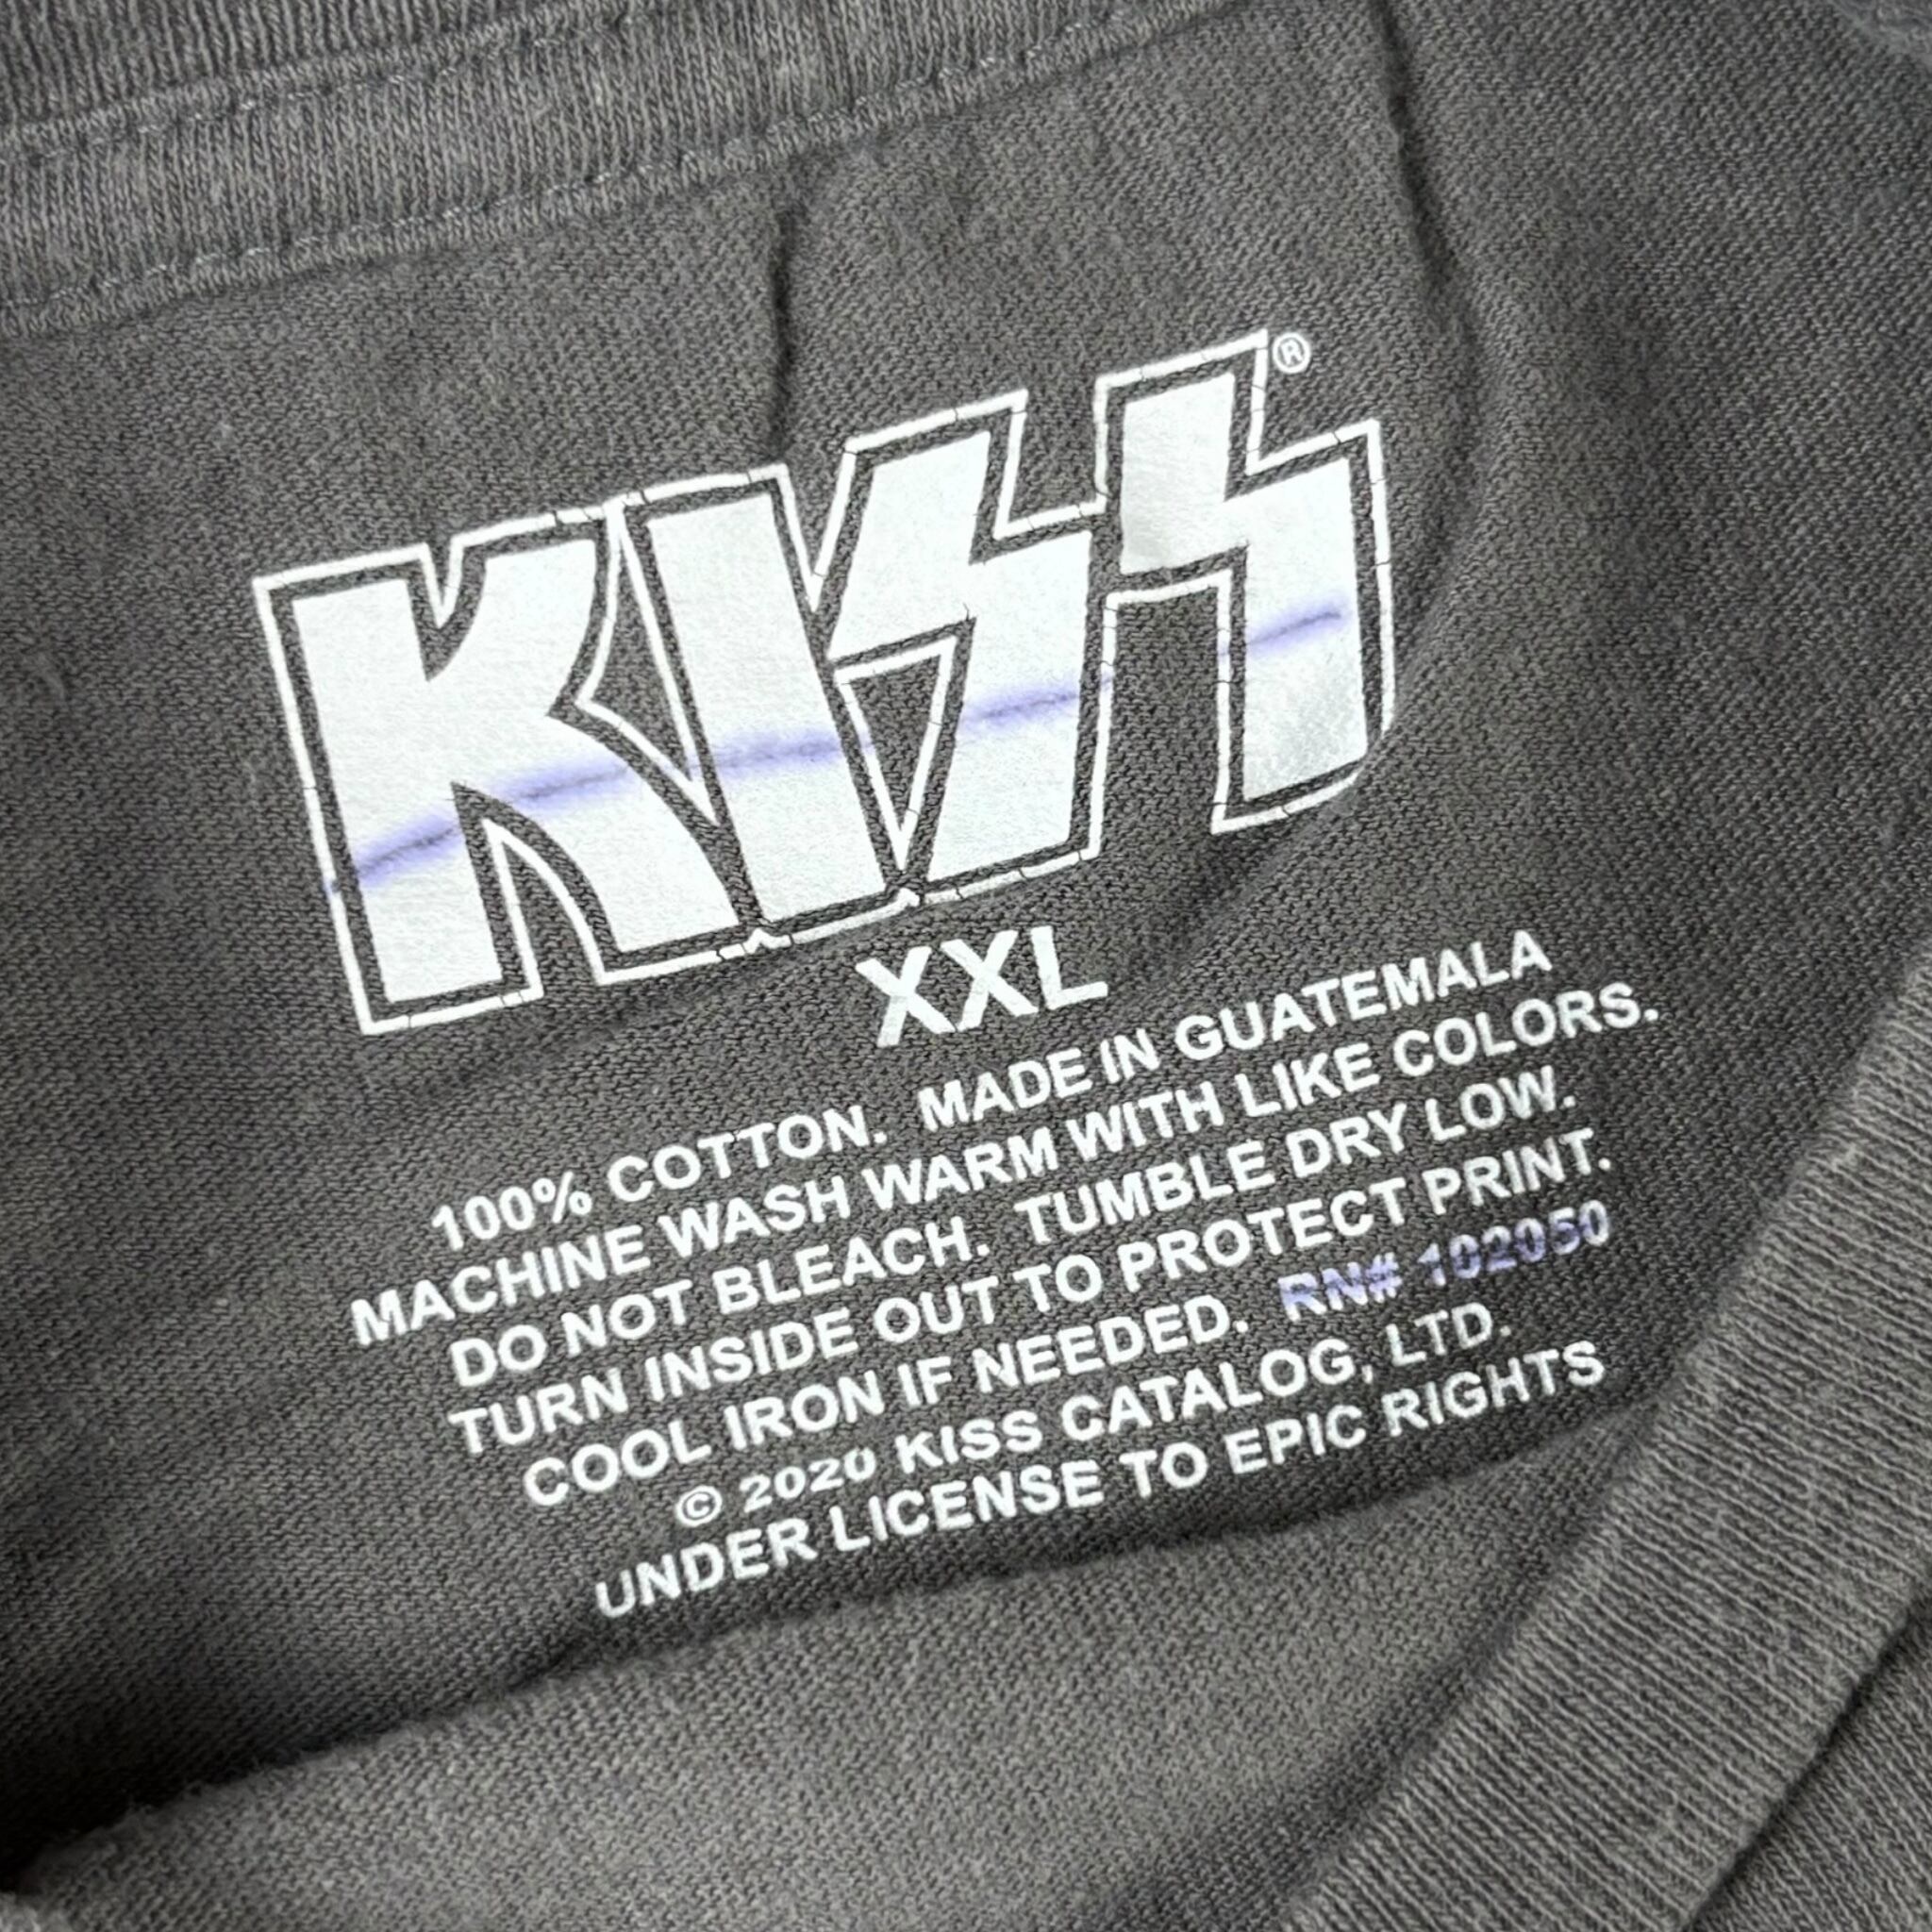 KISS®
XXL
100% COTTON. MADE IN GUATEMALA
MACHINE WASH WARM WITH LIKE COLORS.
DO NOT BLEACH. TUMBLE DRY LOW.
TURN INSIDE OUT TO PROTECT PRINT.
COOL IRON IF NEEDED. RN# 102050
© 2020 KISS CATALOG, LTD.
UNDER LICENSE TO EPIC RIGHTS